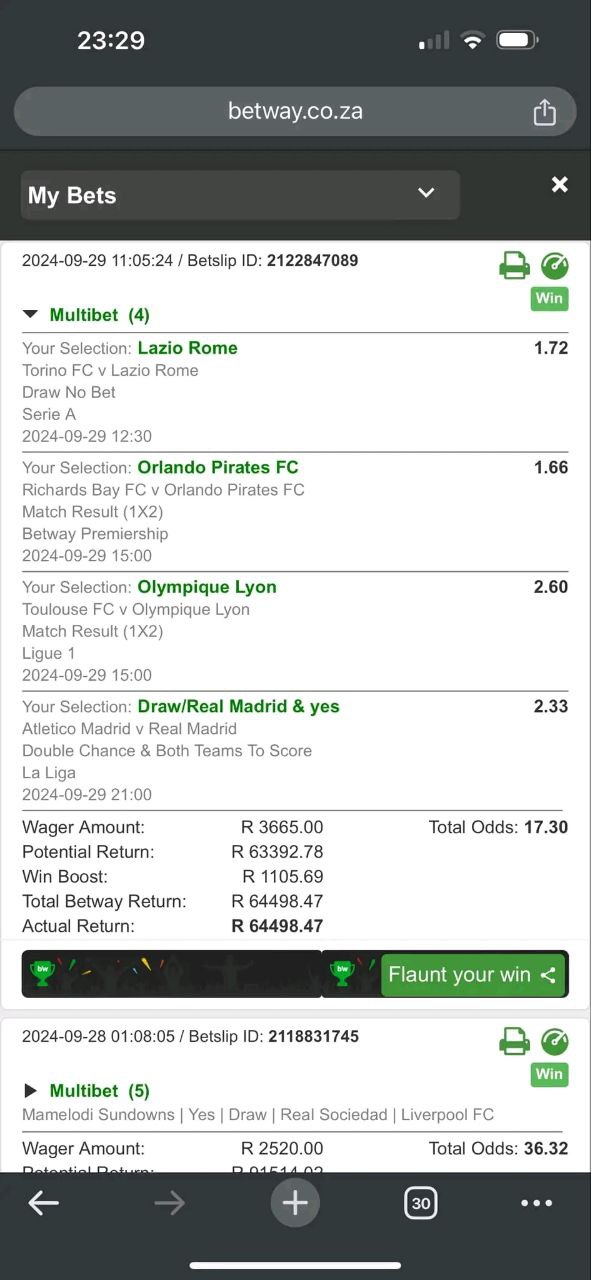 23:29
betway.co.za
My Bets
2024-09-29 11:05:24 / Betslip ID: 2122847089
Win
Multibet (4)
Your Selection: Lazio Rome 1.72
Torino FC v Lazio Rome
Draw No Bet
Serie A
2024-09-29 12:30
Your Selection: Orlando Pirates FC 1.66
Richards Bay FC v Orlando Pirates FC
Match Result (1X2)
Betway Premiership
2024-09-29 15:00
Your Selection: Olympique Lyon 2.60
Toulouse FC v Olympique Lyon
Match Result (1X2)
Ligue 1
2024-09-29 15:00
Your Selection: Draw/Real Madrid & yes 2.33
Atletico Madrid v Real Madrid
Double Chance & Both Teams To Score
La Liga
2024-09-29 21:00
Wager Amount: R 3665.00 Total Odds: 17.30
Potential Return: R 63392.78
Win Boost: R 1105.69
Total Betway Return: R 64498.47
Actual Return: R 64498.47
bw bw Flaunt your win
2024-09-28 01:08:05 / Betslip ID: 2118831745
Win
Multibet (5)
Mamelodi Sundowns | Yes | Draw | Real Sociedad | Liverpool FC
Wager Amount: R 2520.00 Total Odds: 36.32
Potential Return: R 91514.02
30